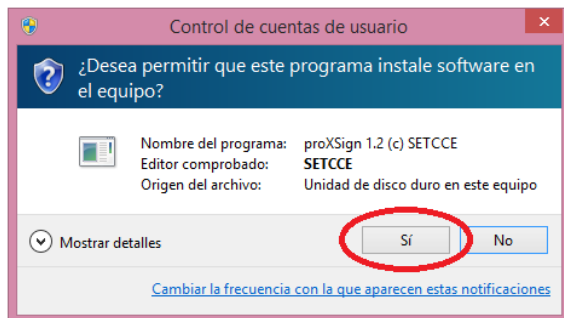 Control de cuentas de usuario
¿Desea permitir que este programa instale software en
el equipo?
Nombre del programa: proXSign 1.2 (c) SETCCE
Editor comprobado: SETCCE
Origen del archivo: Unidad de disco duro en este equipo
Mostrar detalles
Sí
No
Cambiar la frecuencia con la que aparecen estas notificaciones